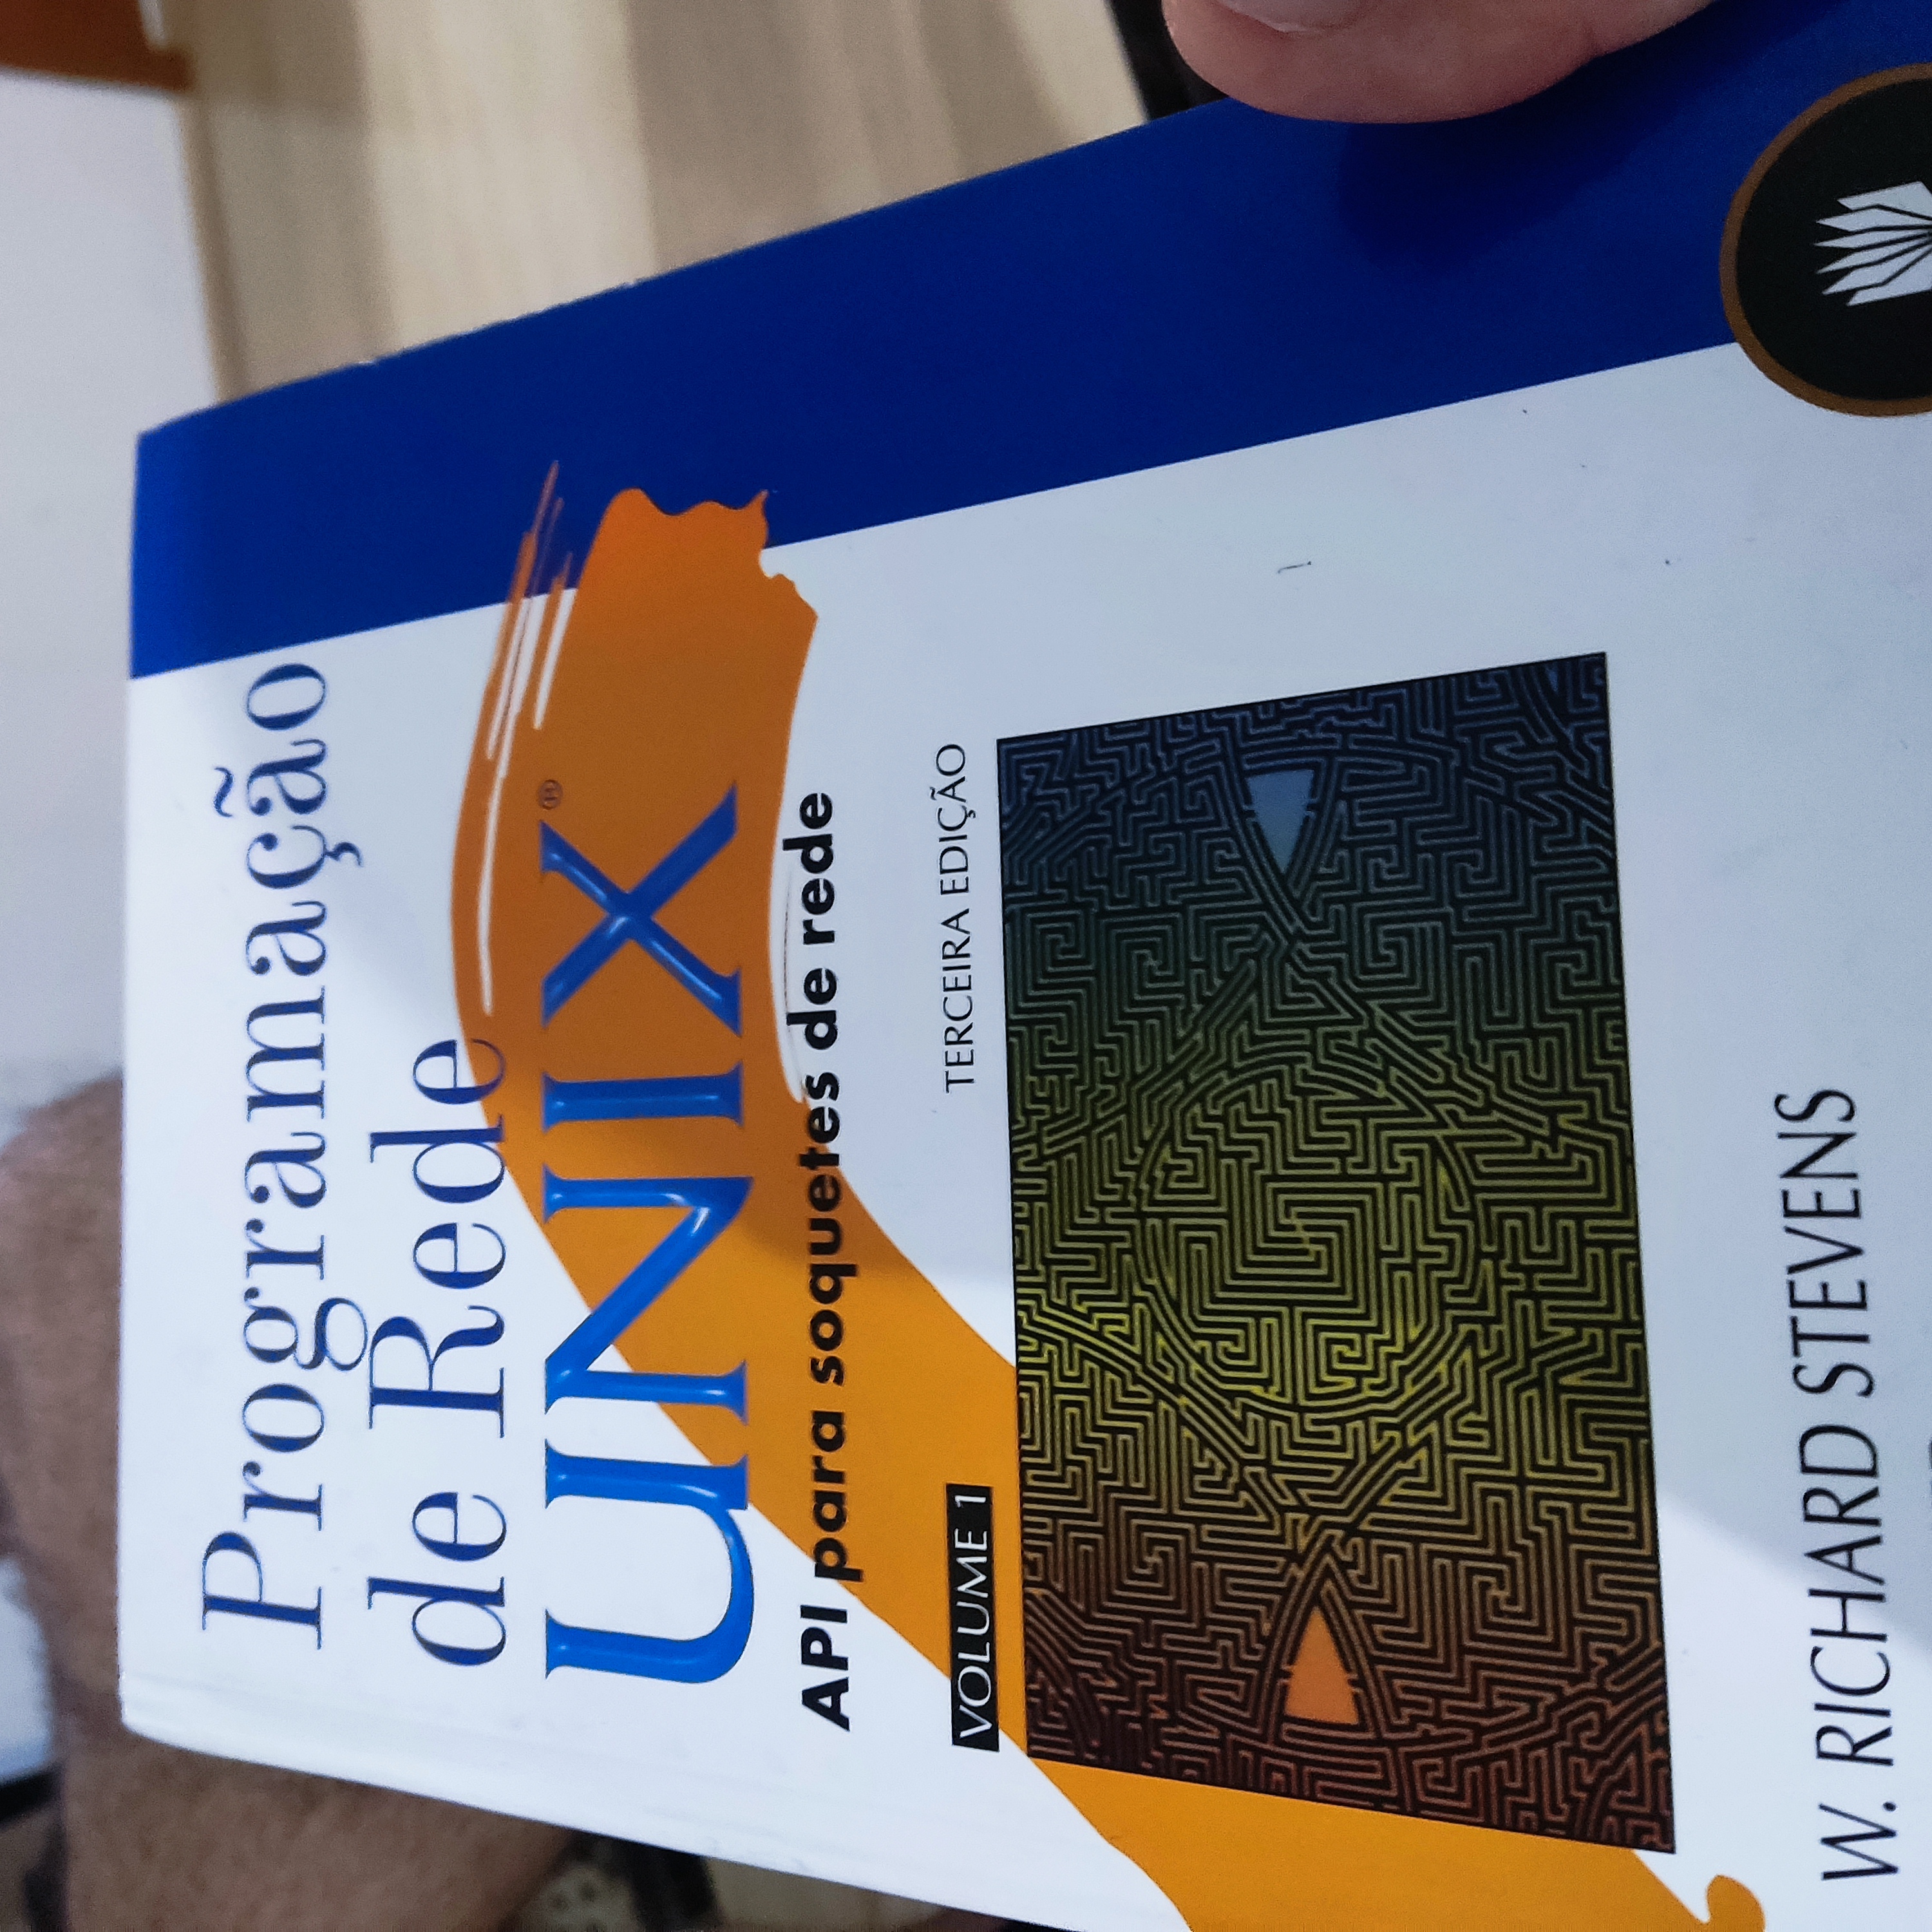 Programação
de Rede
UNIX®
API para soquetes de rede
VOLUME 1
TERCEIRA EDIÇÃO
W. RICHARD STEVENS